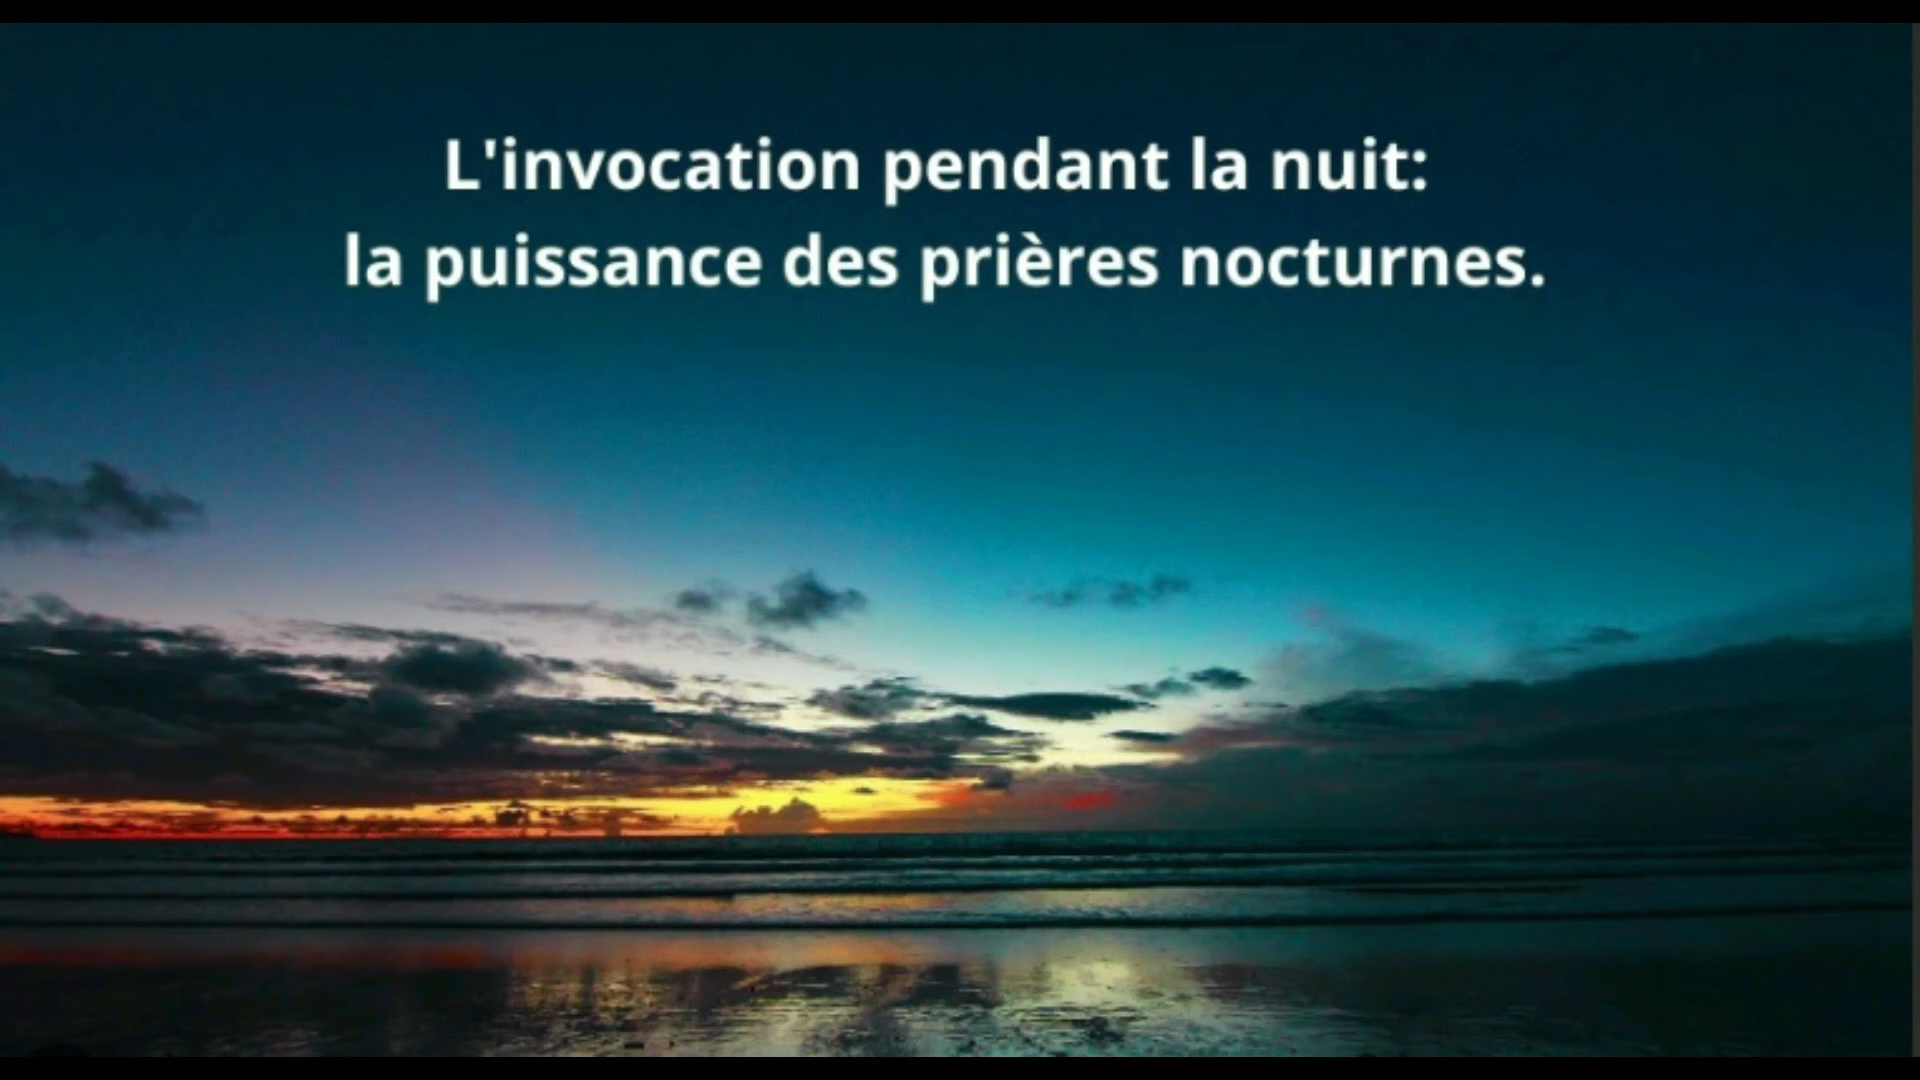 L'invocation pendant la nuit:
la puissance des prières nocturnes.